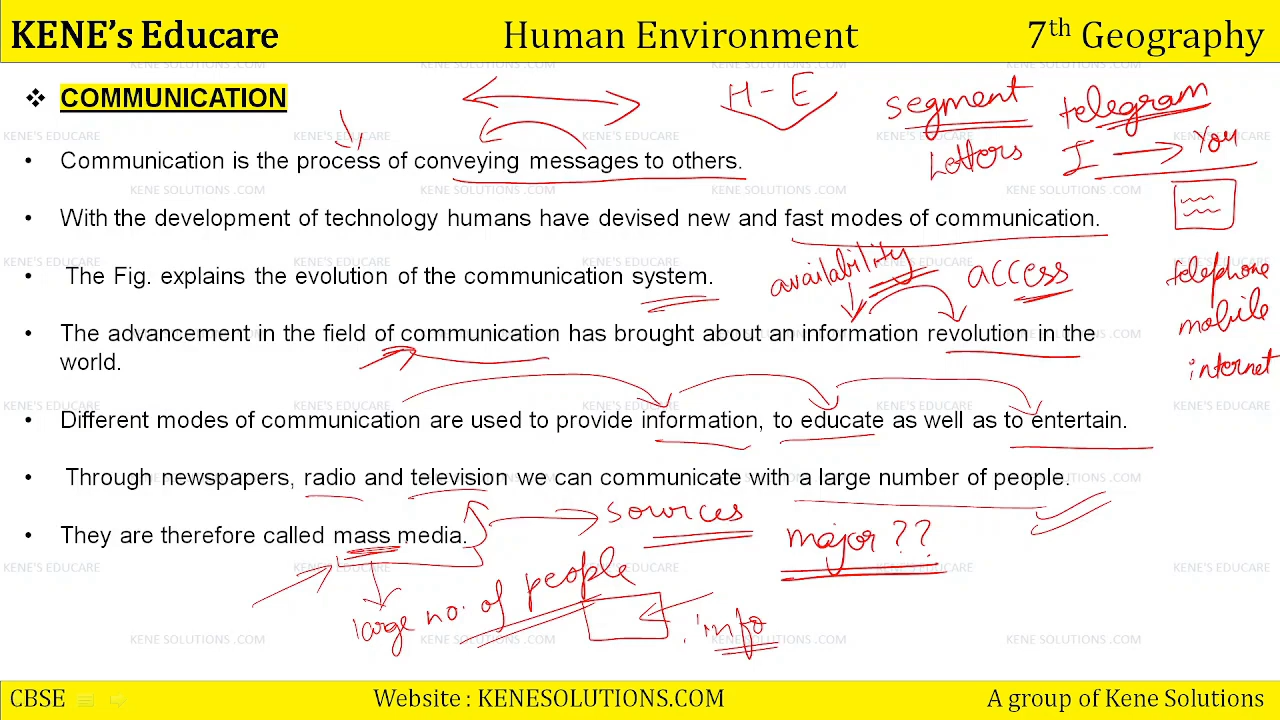 KENE's Educare Human Environment 7th Geography
❖ COMMUNICATION
H - E
segment
telegram
Letters
I → You
• Communication is the process of conveying messages to others.
• With the development of technology humans have devised new and fast modes of communication.
• The Fig. explains the evolution of the communication system.
availability
access
telephone
mobile
internet
• The advancement in the field of communication has brought about an information revolution in the
world.
• Different modes of communication are used to provide information, to educate as well as to entertain.
• Through newspapers, radio and television we can communicate with a large number of people.
• They are therefore called mass media.
sources
major ??
large no. of people
info
CBSE Website : KENESOLUTIONS.COM A group of Kene Solutions
KENE SOLUTIONS .COM
KENE'S EDUCARE